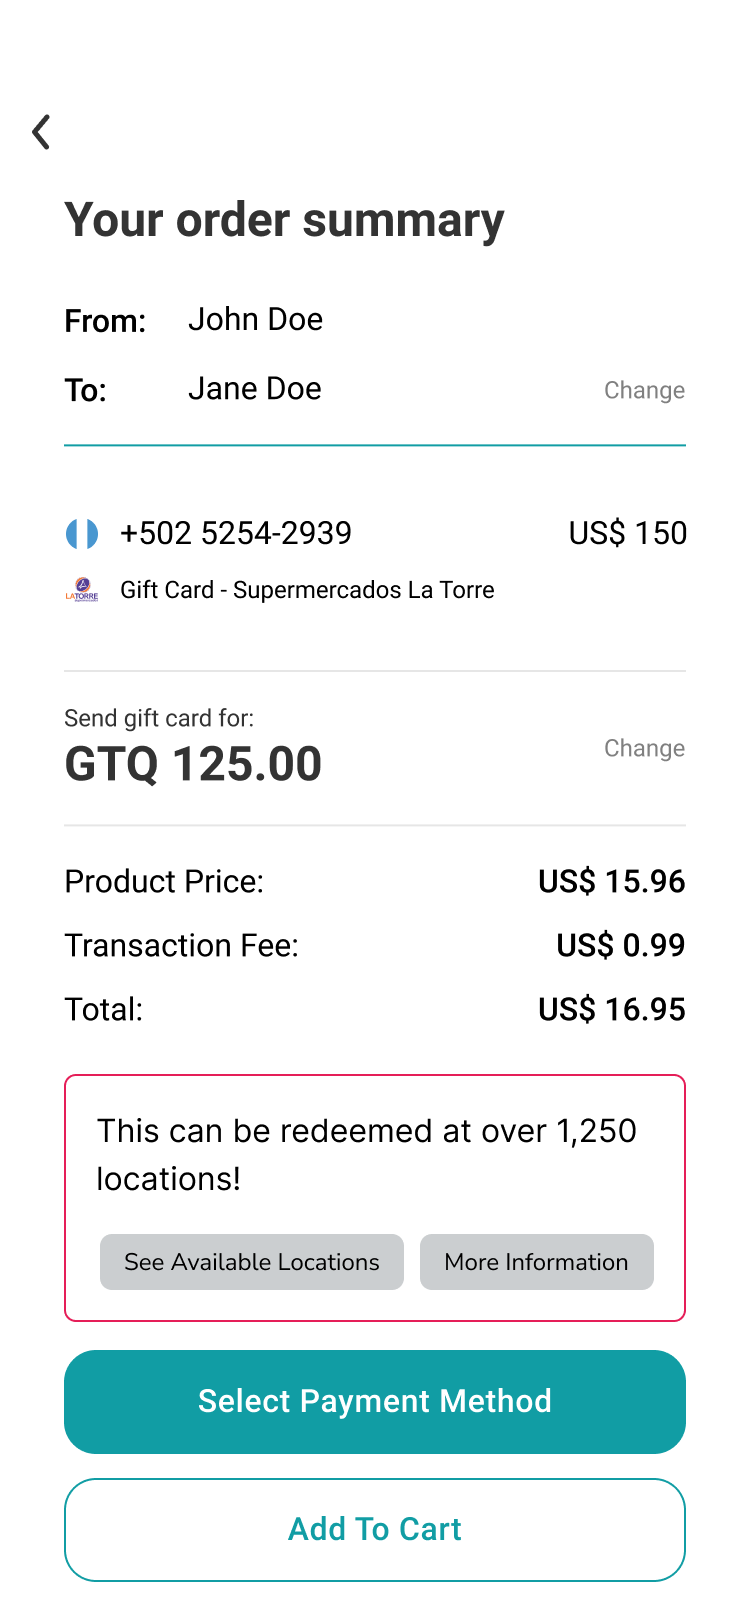 Your order summary
From: John Doe
To: Jane Doe Change
+502 5254-2939 US$ 150
LATORRE
Gift Card - Supermercados La Torre
Send gift card for:
GTQ 125.00 Change
Product Price: US$ 15.96
Transaction Fee: US$ 0.99
Total: US$ 16.95
This can be redeemed at over 1,250
locations!
See Available Locations More Information
Select Payment Method
Add To Cart